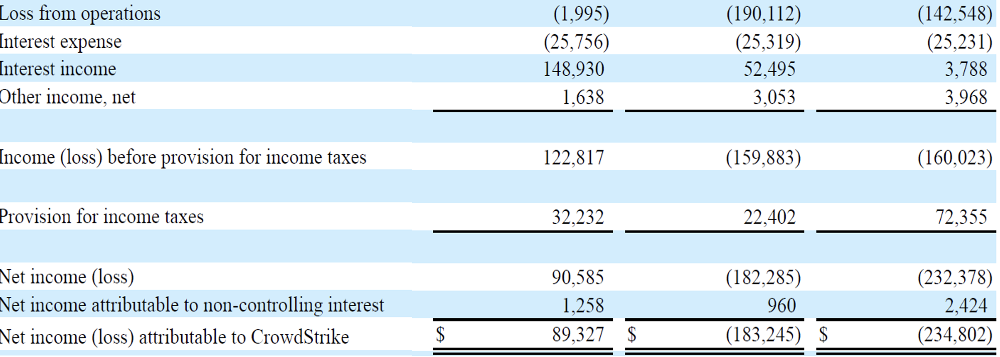 Loss from operations (1,995) (190,112) (142,548)
Interest expense (25,756) (25,319) (25,231)
Interest income 148,930 52,495 3,788
Other income, net 1,638 3,053 3,968
Income (loss) before provision for income taxes 122,817 (159,883) (160,023)
Provision for income taxes 32,232 22,402 72,355
Net income (loss) 90,585 (182,285) (232,378)
Net income attributable to non-controlling interest 1,258 960 2,424
Net income (loss) attributable to CrowdStrike $ 89,327 $ (183,245) $ (234,802)